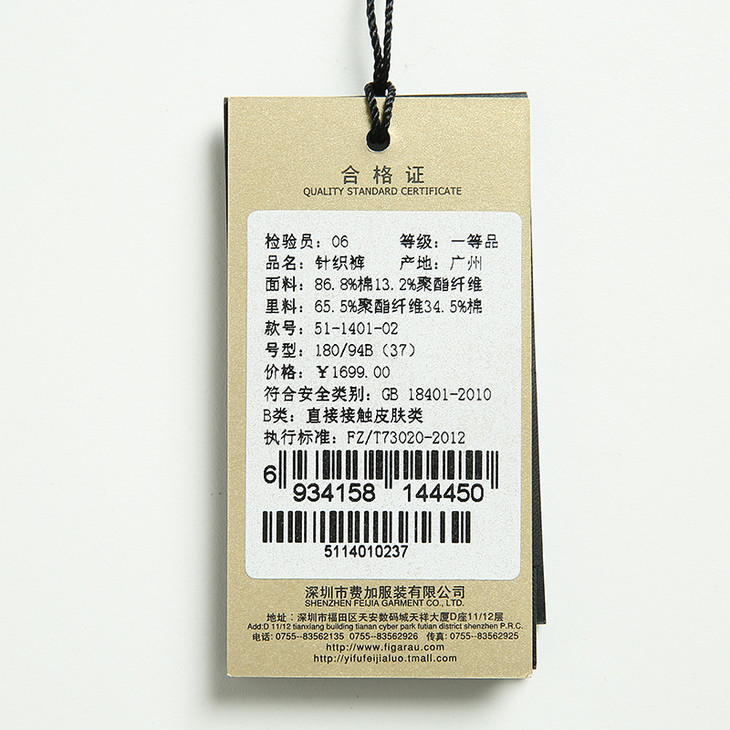 合格证
QUALITY STANDARD CERTIFICATE
检验员：06 等级：一等品
品名：针织裤 产地：广州
面料：86.8%棉13.2%聚酯纤维
里料：65.5%聚酯纤维34.5%棉
款号：51-1401-02
号型：180/94B（37）
价格：￥1699.00
符合安全类别：GB 18401-2010
B类：直接接触皮肤类
执行标准：FZ/T73020-2012
6 934158 144450
5114010237
深圳市费加服装有限公司
SHENZHEN FEIJIA GARMENT CO., LTD.
地址：深圳市福田区天安数码城天祥大厦D座11/12层
Add:D 11/12 tianxiang building tianan cyber park futian district shenzhen P.R.C.
电话: 0755--83562135 0755--83562926 传真: 0755--83562925
http://www.figarau.com
http://yifufeijialuo.tmall.com